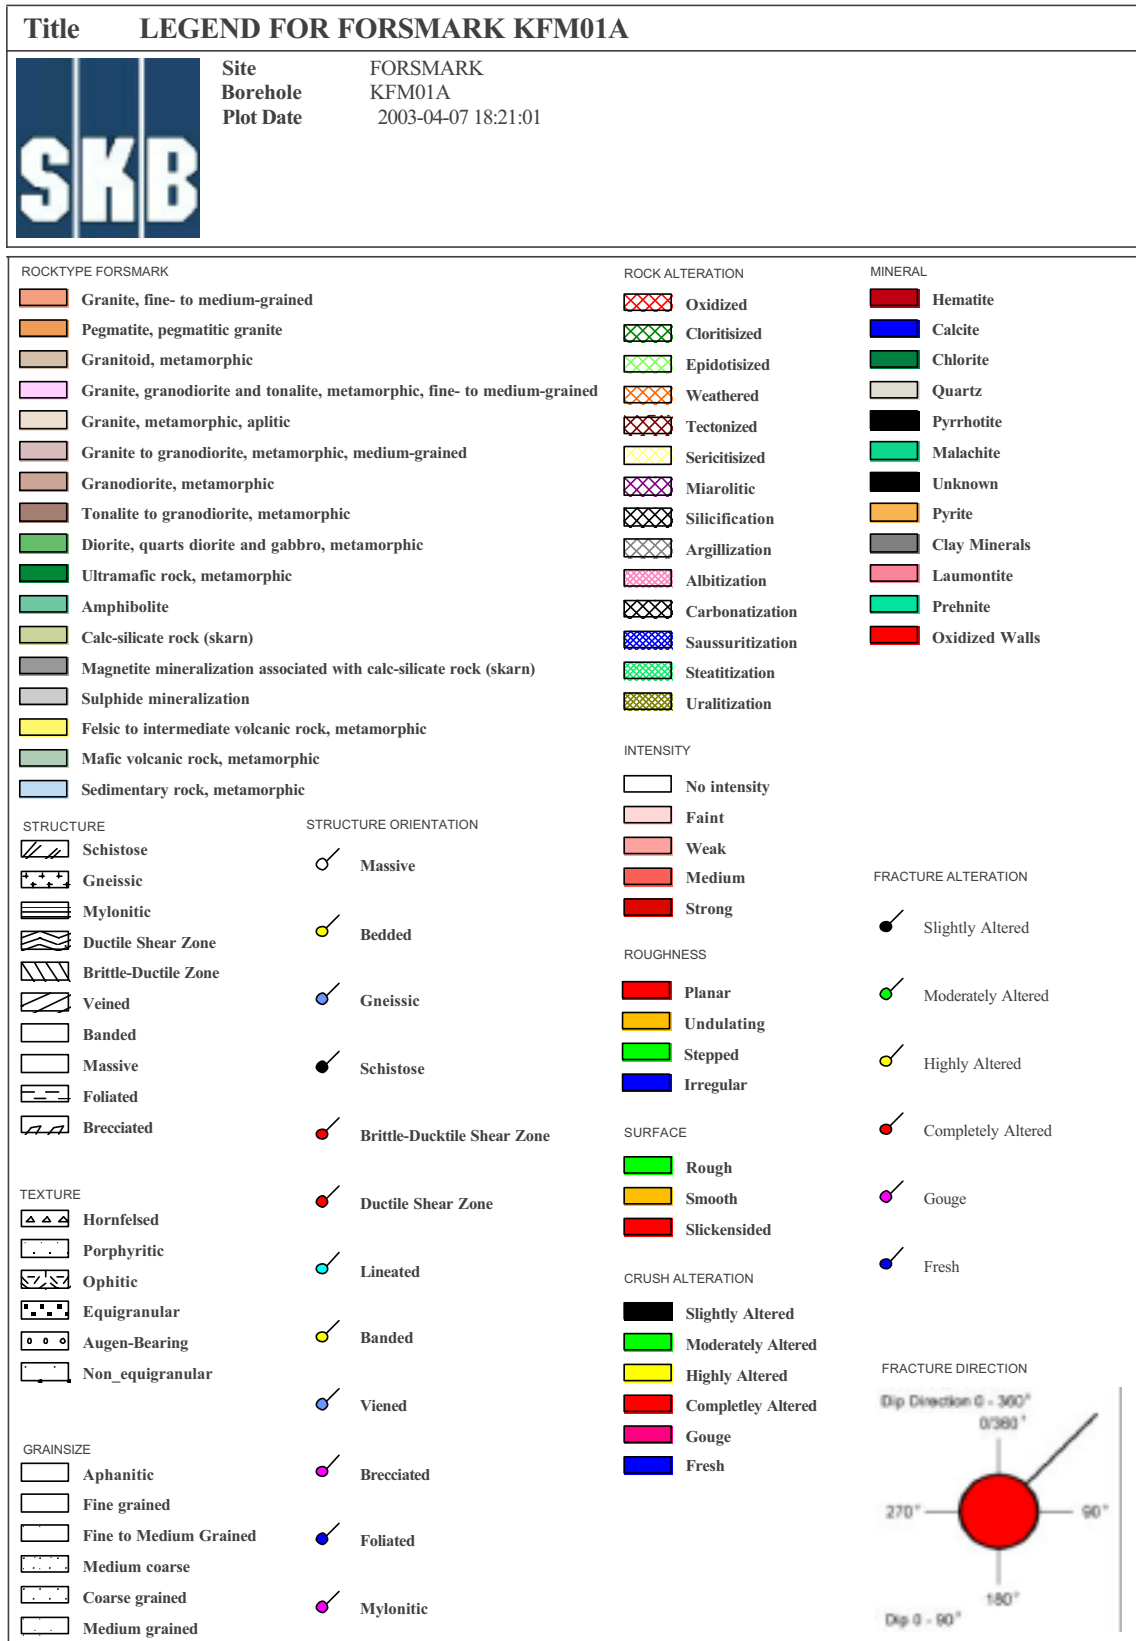 Title LEGEND FOR FORSMARK KFM01A
SKB
Site FORSMARK
Borehole KFM01A
Plot Date 2003-04-07 18:21:01
ROCKTYPE FORSMARK
Granite, fine- to medium-grained
Pegmatite, pegmatitic granite
Granitoid, metamorphic
Granite, granodiorite and tonalite, metamorphic, fine- to medium-grained
Granite, metamorphic, aplitic
Granite to granodiorite, metamorphic, medium-grained
Granodiorite, metamorphic
Tonalite to granodiorite, metamorphic
Diorite, quarts diorite and gabbro, metamorphic
Ultramafic rock, metamorphic
Amphibolite
Calc-silicate rock (skarn)
Magnetite mineralization associated with calc-silicate rock (skarn)
Sulphide mineralization
Felsic to intermediate volcanic rock, metamorphic
Mafic volcanic rock, metamorphic
Sedimentary rock, metamorphic
STRUCTURE
Schistose
Gneissic
Mylonitic
Ductile Shear Zone
Brittle-Ductile Zone
Veined
Banded
Massive
Foliated
Brecciated
TEXTURE
Hornfelsed
Porphyritic
Ophitic
Equigranular
Augen-Bearing
Non_equigranular
GRAINSIZE
Aphanitic
Fine grained
Fine to Medium Grained
Medium coarse
Coarse grained
Medium grained
STRUCTURE ORIENTATION
Massive
Bedded
Gneissic
Schistose
Brittle-Ducktile Shear Zone
Ductile Shear Zone
Lineated
Banded
Viened
Brecciated
Foliated
Mylonitic
ROCK ALTERATION
Oxidized
Cloritisized
Epidotisized
Weathered
Tectonized
Sericitisized
Miarolitic
Silicification
Argillization
Albitization
Carbonatization
Saussuritization
Steatitization
Uralitization
INTENSITY
No intensity
Faint
Weak
Medium
Strong
ROUGHNESS
Planar
Undulating
Stepped
Irregular
SURFACE
Rough
Smooth
Slickensided
CRUSH ALTERATION
Slightly Altered
Moderately Altered
Highly Altered
Completley Altered
Gouge
Fresh
MINERAL
Hematite
Calcite
Chlorite
Quartz
Pyrrhotite
Malachite
Unknown
Pyrite
Clay Minerals
Laumontite
Prehnite
Oxidized Walls
FRACTURE ALTERATION
Slightly Altered
Moderately Altered
Highly Altered
Completely Altered
Gouge
Fresh
FRACTURE DIRECTION
Dip Direction 0 - 360°
0/360°
270° 90°
180°
Dip 0 - 90°